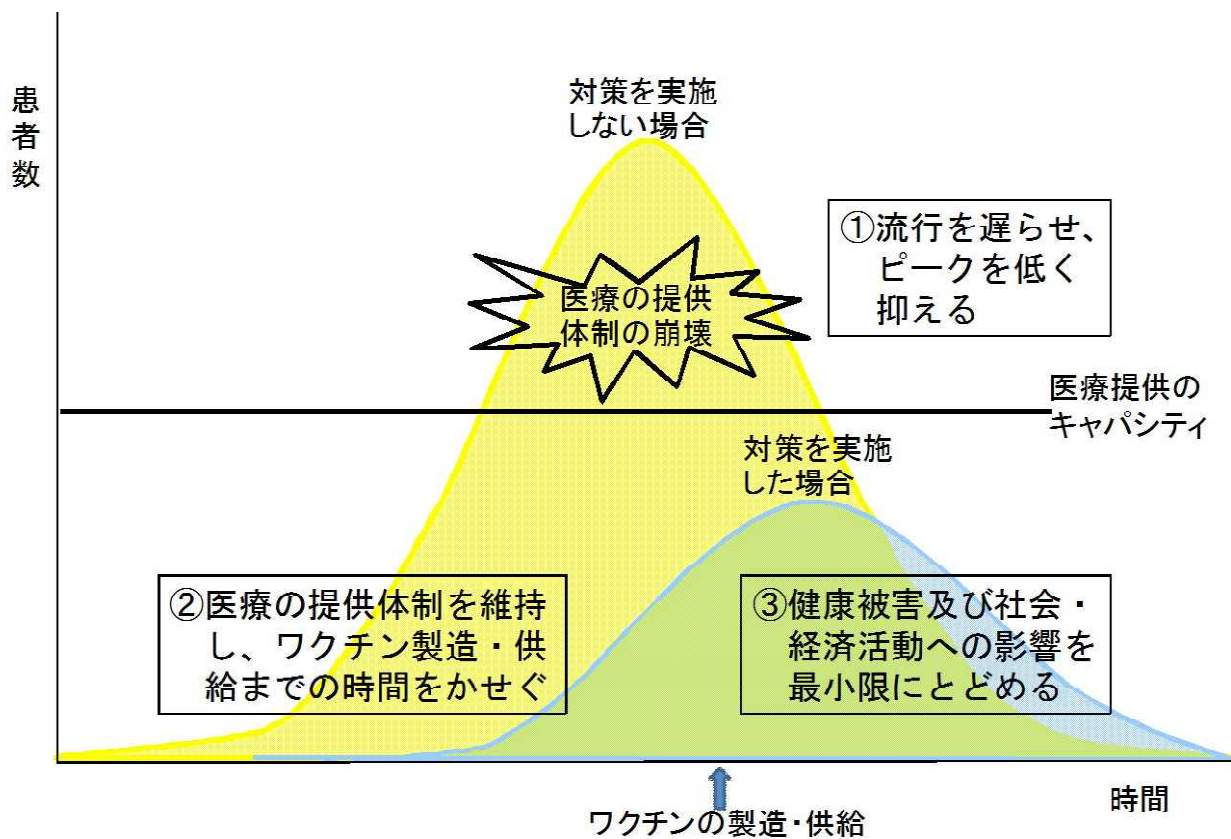 患
者
数
対策を実施
しない場合
①流行を遅らせ、
ピークを低く
抑える
医療の提供
体制の崩壊
医療提供の
キャパシティ
対策を実施
した場合
②医療の提供体制を維持
し、ワクチン製造・供
給までの時間をかせぐ
③健康被害及び社会・
経済活動への影響を
最小限にとどめる
時間
ワクチンの製造・供給